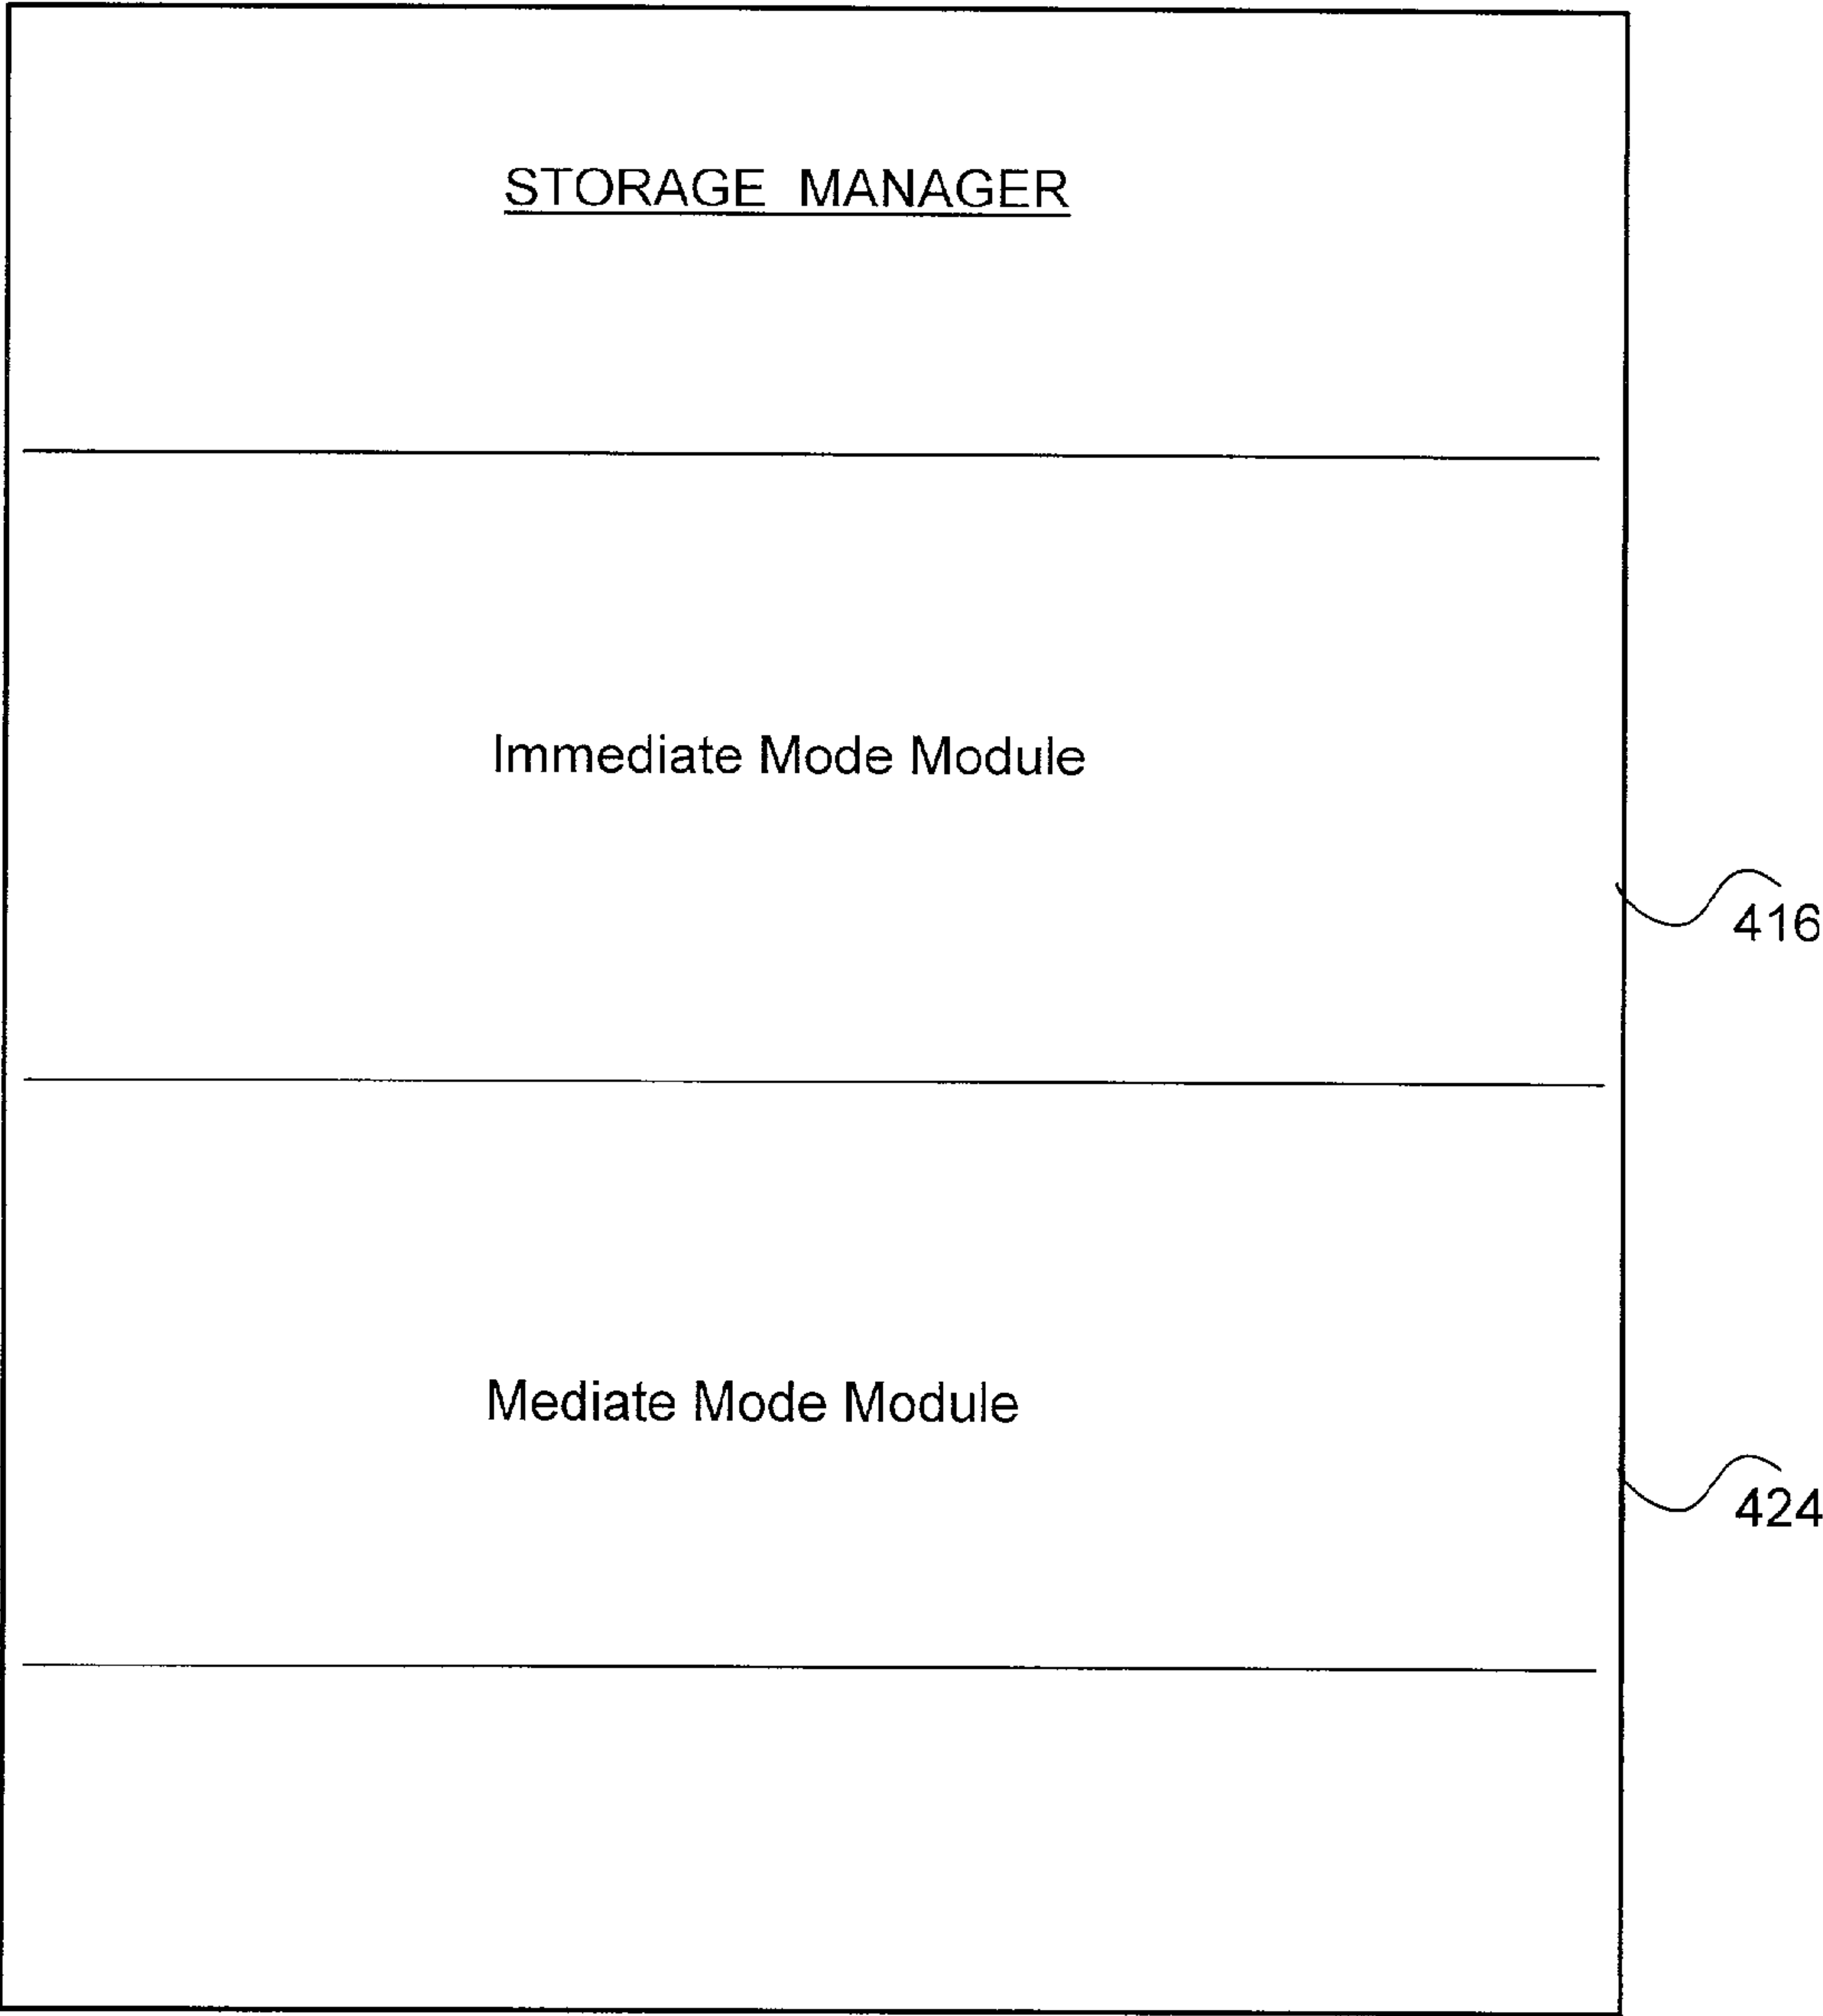 STORAGE MANAGER
Immediate Mode Module
416
Mediate Mode Module
424